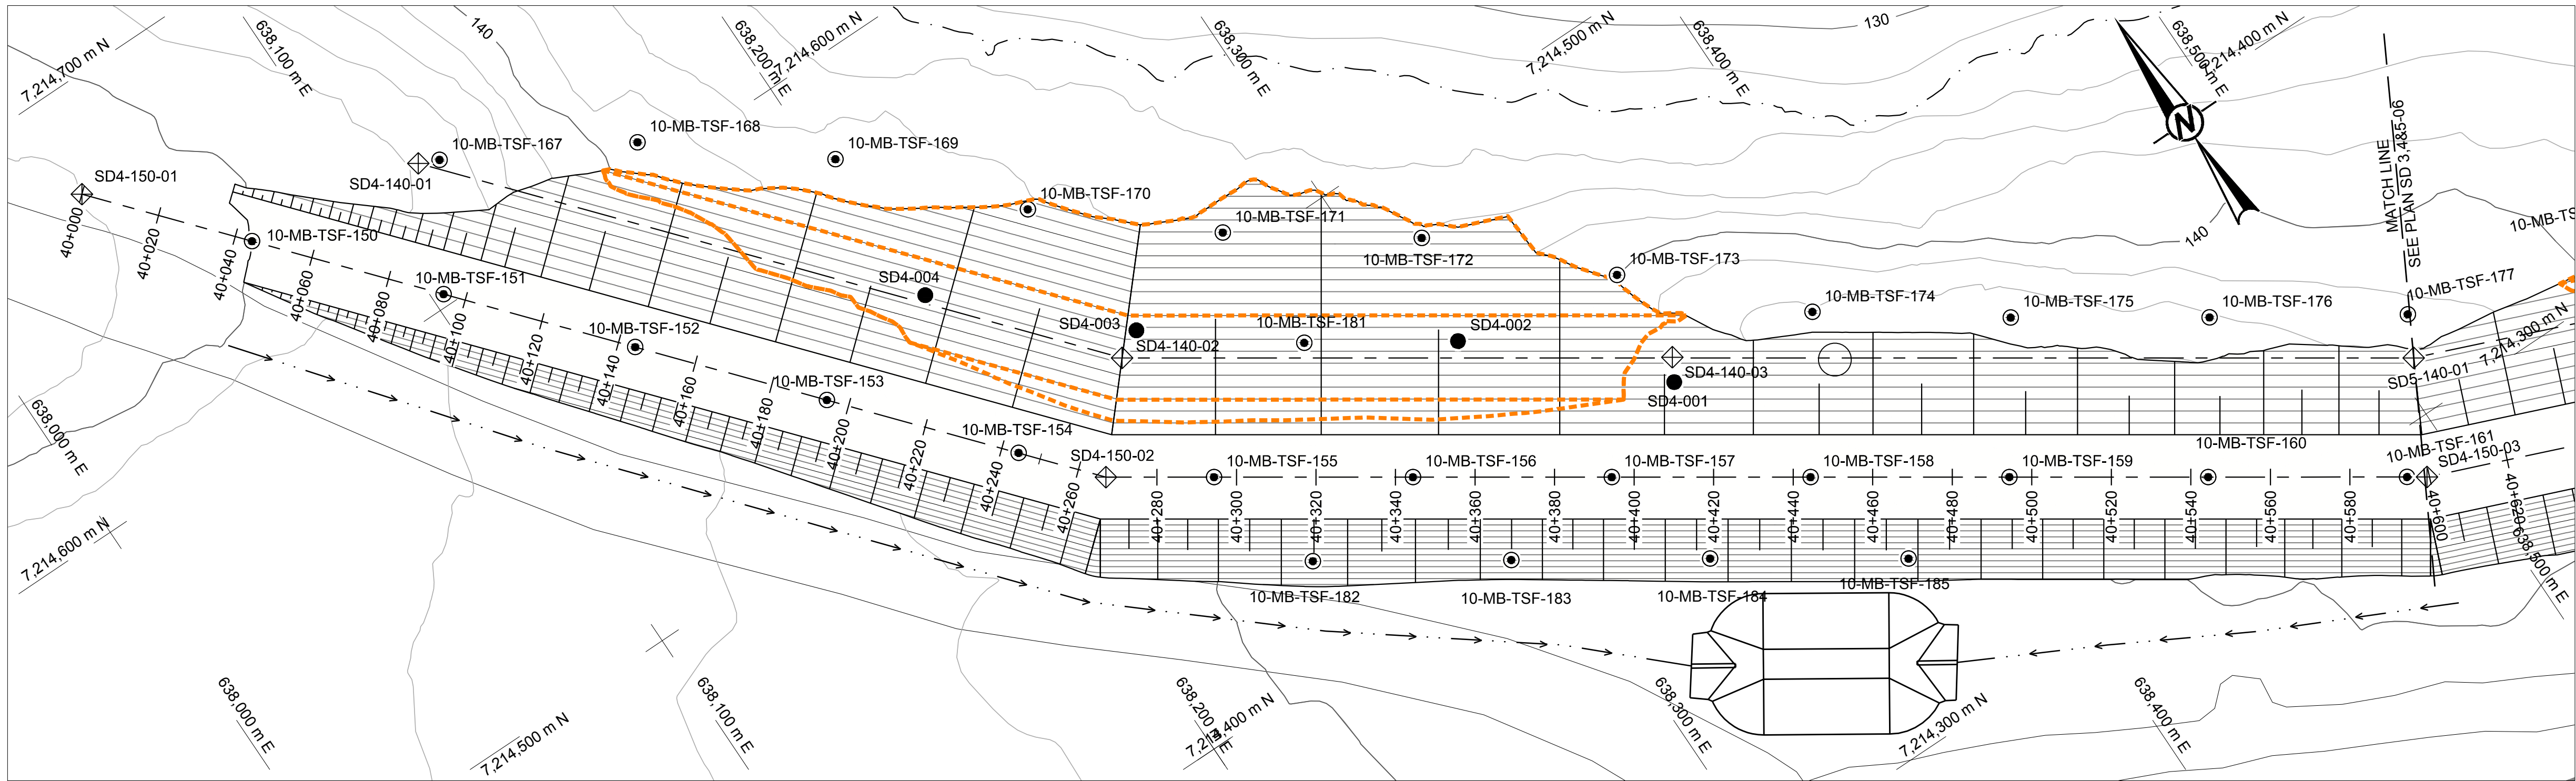 140
130
7,214,700 m N
638,100 m E
638,200 m E
7,214,600 m N
638,300 m E
7,214,500 m N
638,400 m E
638,500 m E
7,214,400 m N
N
MATCH LINE
SEE PLAN SD 3,4&5-06
10-MB-TSF-167
10-MB-TSF-168
10-MB-TSF-169
10-MB-TSF-170
10-MB-TSF-171
10-MB-TSF-172
10-MB-TSF-173
10-MB-TSF-174
10-MB-TSF-175
10-MB-TSF-176
10-MB-TSF-177
10-MB-TS
140
SD4-150-01
SD4-140-01
10-MB-TSF-150
10-MB-TSF-151
10-MB-TSF-152
10-MB-TSF-153
10-MB-TSF-154
SD4-004
SD4-003
SD4-140-02
10-MB-TSF-181
SD4-002
SD4-140-03
SD4-001
SD5-140-01
7,214,300 m N
40+000
40+020
40+040
40+060
40+080
40+100
40+120
40+140
40+160
40+180
40+200
40+220
40+240
40+260
SD4-150-02
10-MB-TSF-155
10-MB-TSF-156
10-MB-TSF-157
10-MB-TSF-158
10-MB-TSF-159
10-MB-TSF-160
10-MB-TSF-161
SD4-150-03
40+280
40+300
40+320
40+340
40+360
40+380
40+400
40+420
40+440
40+460
40+480
40+500
40+520
40+540
40+560
40+580
40+600
40+620
638,500 m E
10-MB-TSF-182
10-MB-TSF-183
10-MB-TSF-184
10-MB-TSF-185
638,000 m E
7,214,600 m N
638,000 m E
7,214,500 m N
638,100 m E
638,200 m E
7,214,400 m N
638,300 m E
7,214,300 m N
638,400 m E